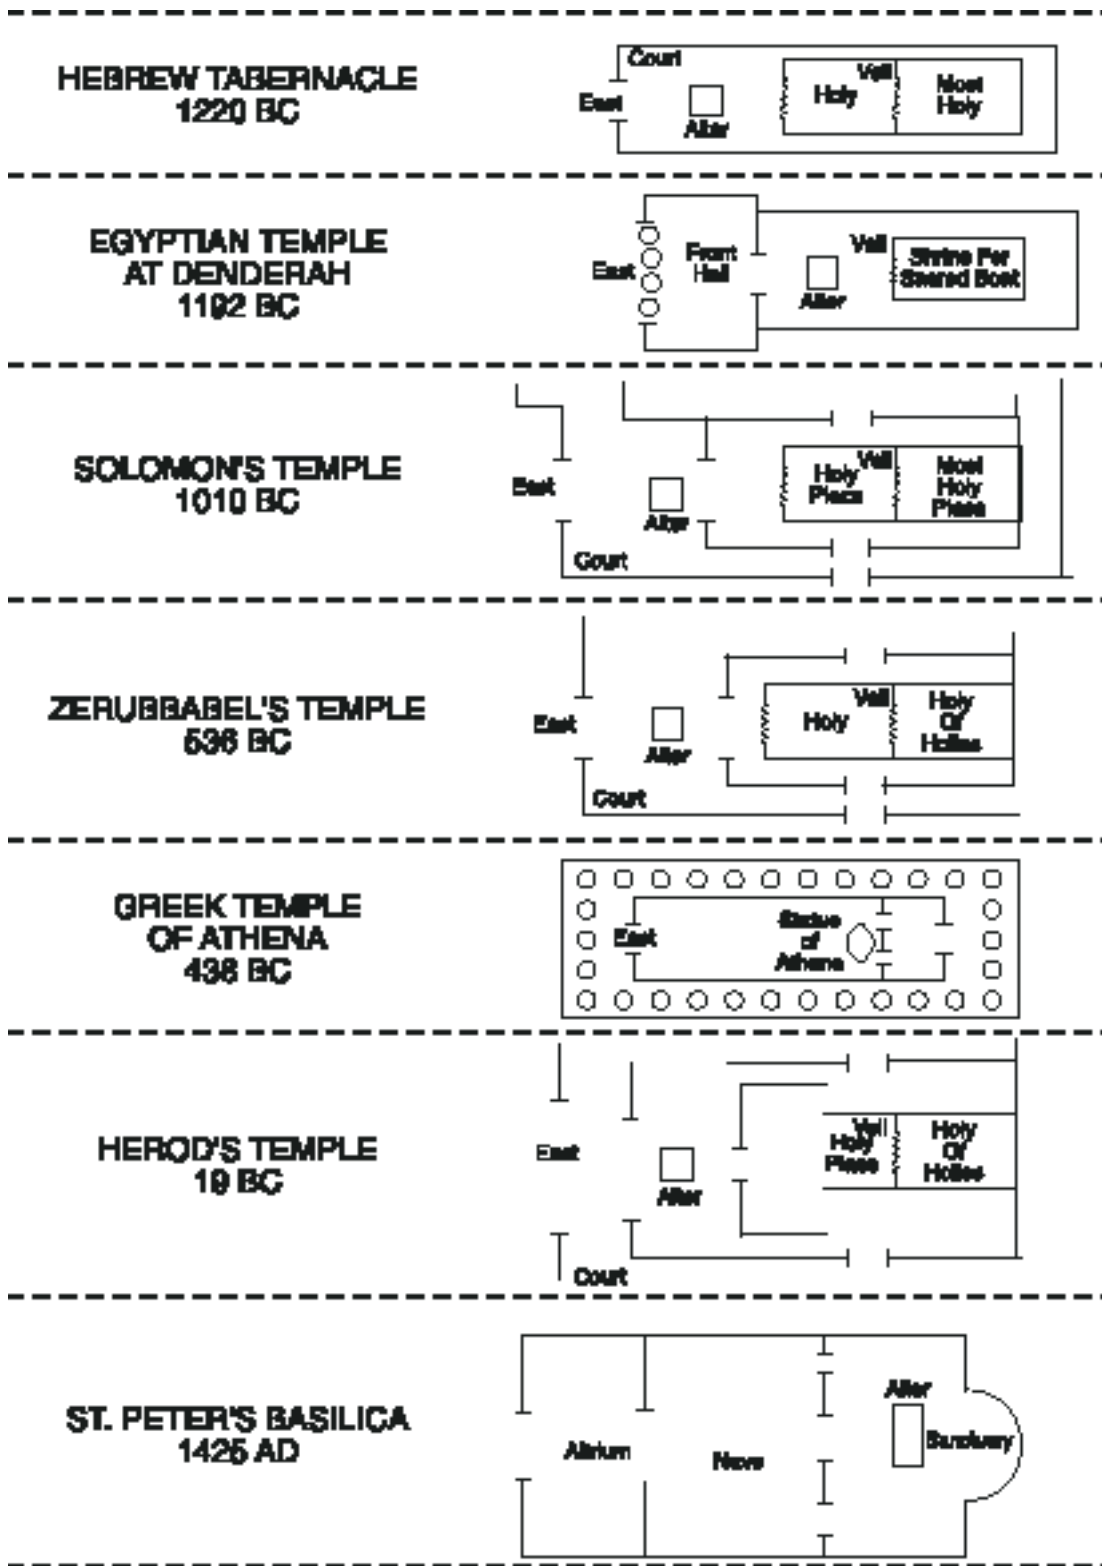 HEBREW TABERNACLE
1220 BC
Court
East
Altar
Holy
Veil
Most
Holy
EGYPTIAN TEMPLE
AT DENDERAH
1192 BC
East
Front
Hall
Altar
Veil
Shrine For
Sacred Boat
SOLOMON'S TEMPLE
1010 BC
East
Altar
Court
Holy
Place
Veil
Most
Holy
Place
ZERUBBABEL'S TEMPLE
536 BC
East
Altar
Court
Holy
Veil
Holy
Of
Holies
GREEK TEMPLE
OF ATHENA
438 BC
East
Statue
of
Athena
HEROD'S TEMPLE
19 BC
East
Altar
Court
Veil
Holy
Place
Holy
Of
Holies
ST. PETER'S BASILICA
1425 AD
Atrium
Nave
Altar
Sanctuary